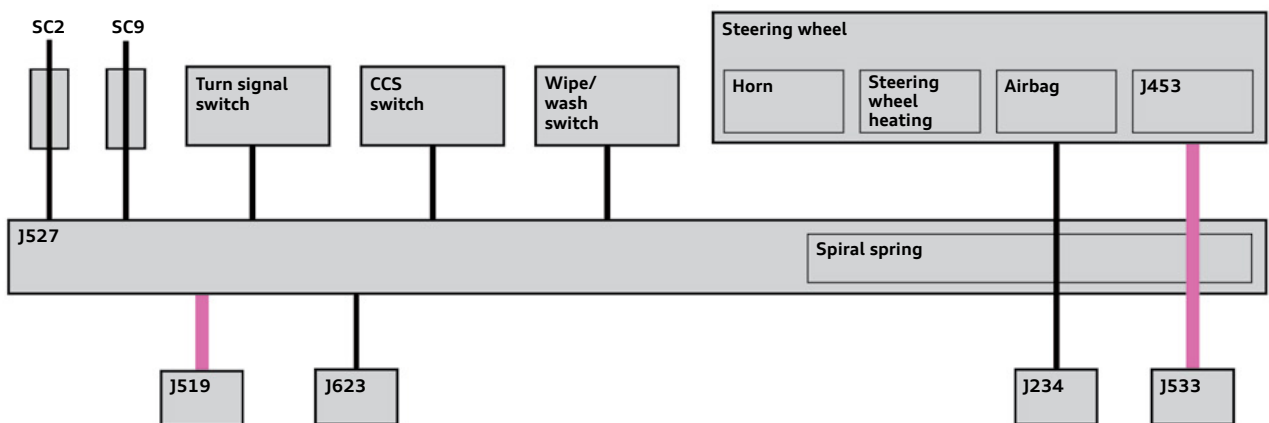 SC2
SC9
Turn signal
switch
CCS
switch
Wipe/
wash
switch
Steering wheel
Horn
Steering
wheel
heating
Airbag
J453
J527
Spiral spring
J519
J623
J234
J533